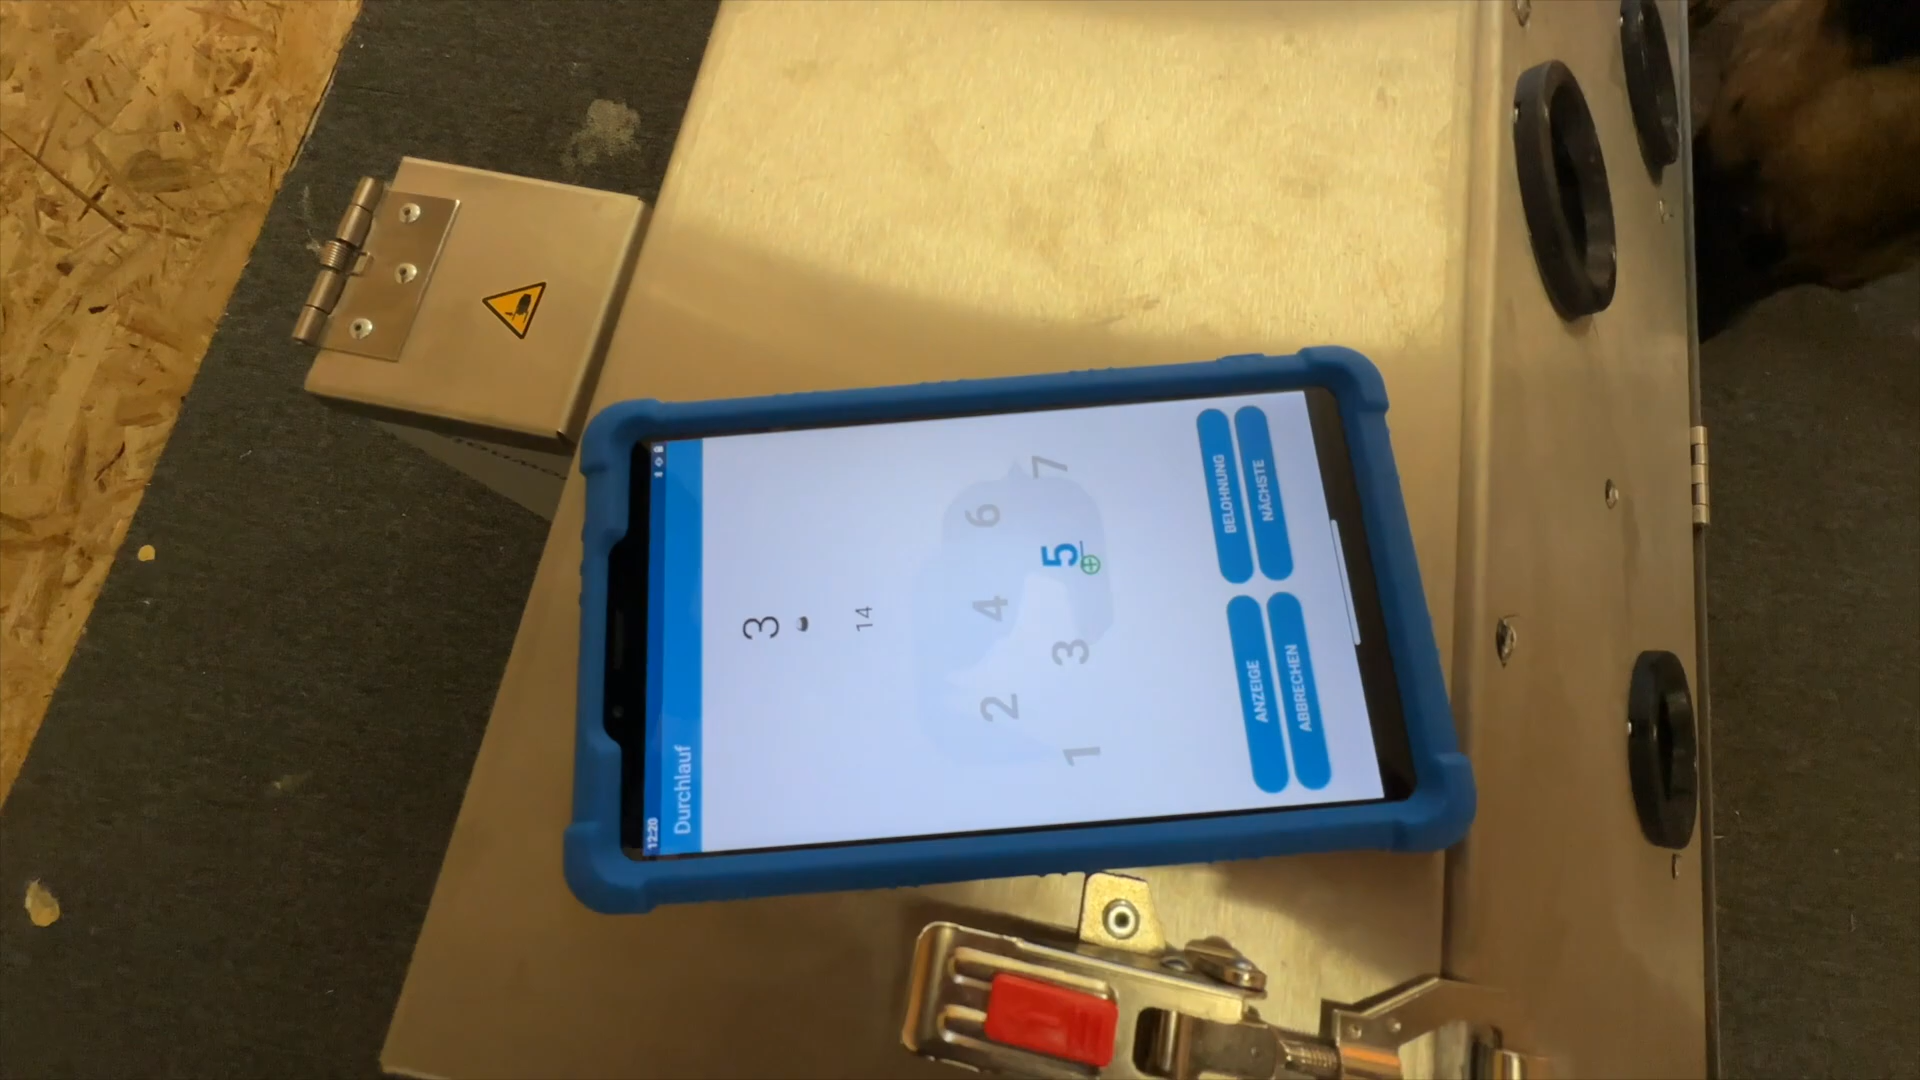 12:20
Durchlauf
3
14
2 4 6
1 3 5 7
ANZEIGE BELOHNUNG
ABBRECHEN NÄCHSTE